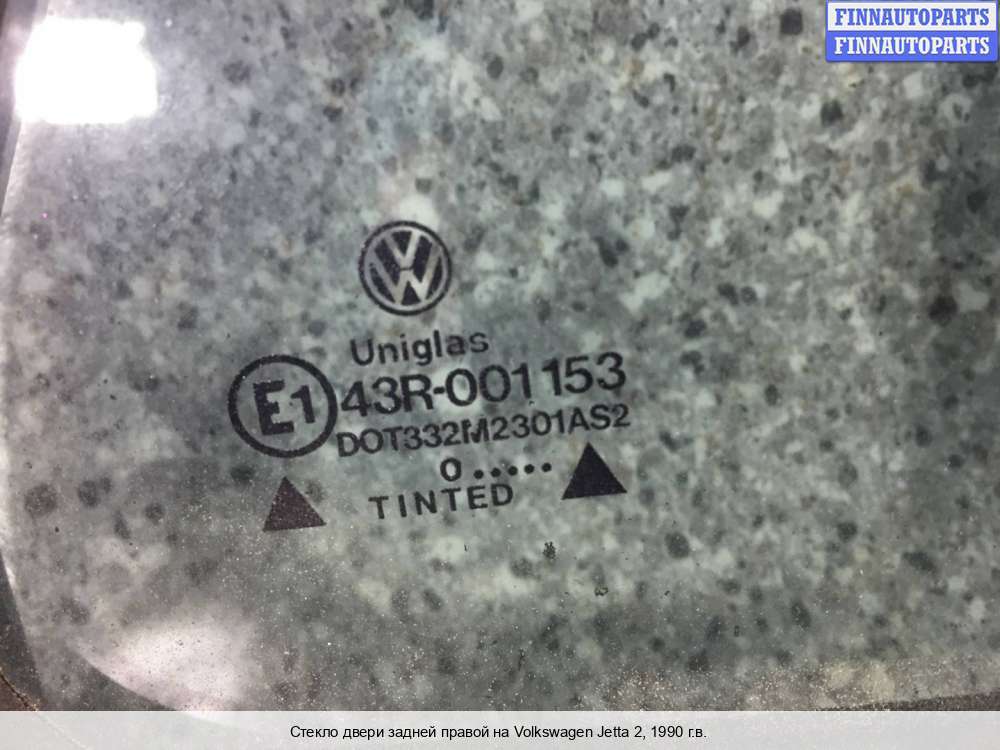 FINNAUTOPARTS
FINNAUTOPARTS
Uniglas
E1 43R-001153
DOT332M2301AS2
0.....
TINTED
Стекло двери задней правой на Volkswagen Jetta 2, 1990 г.в.